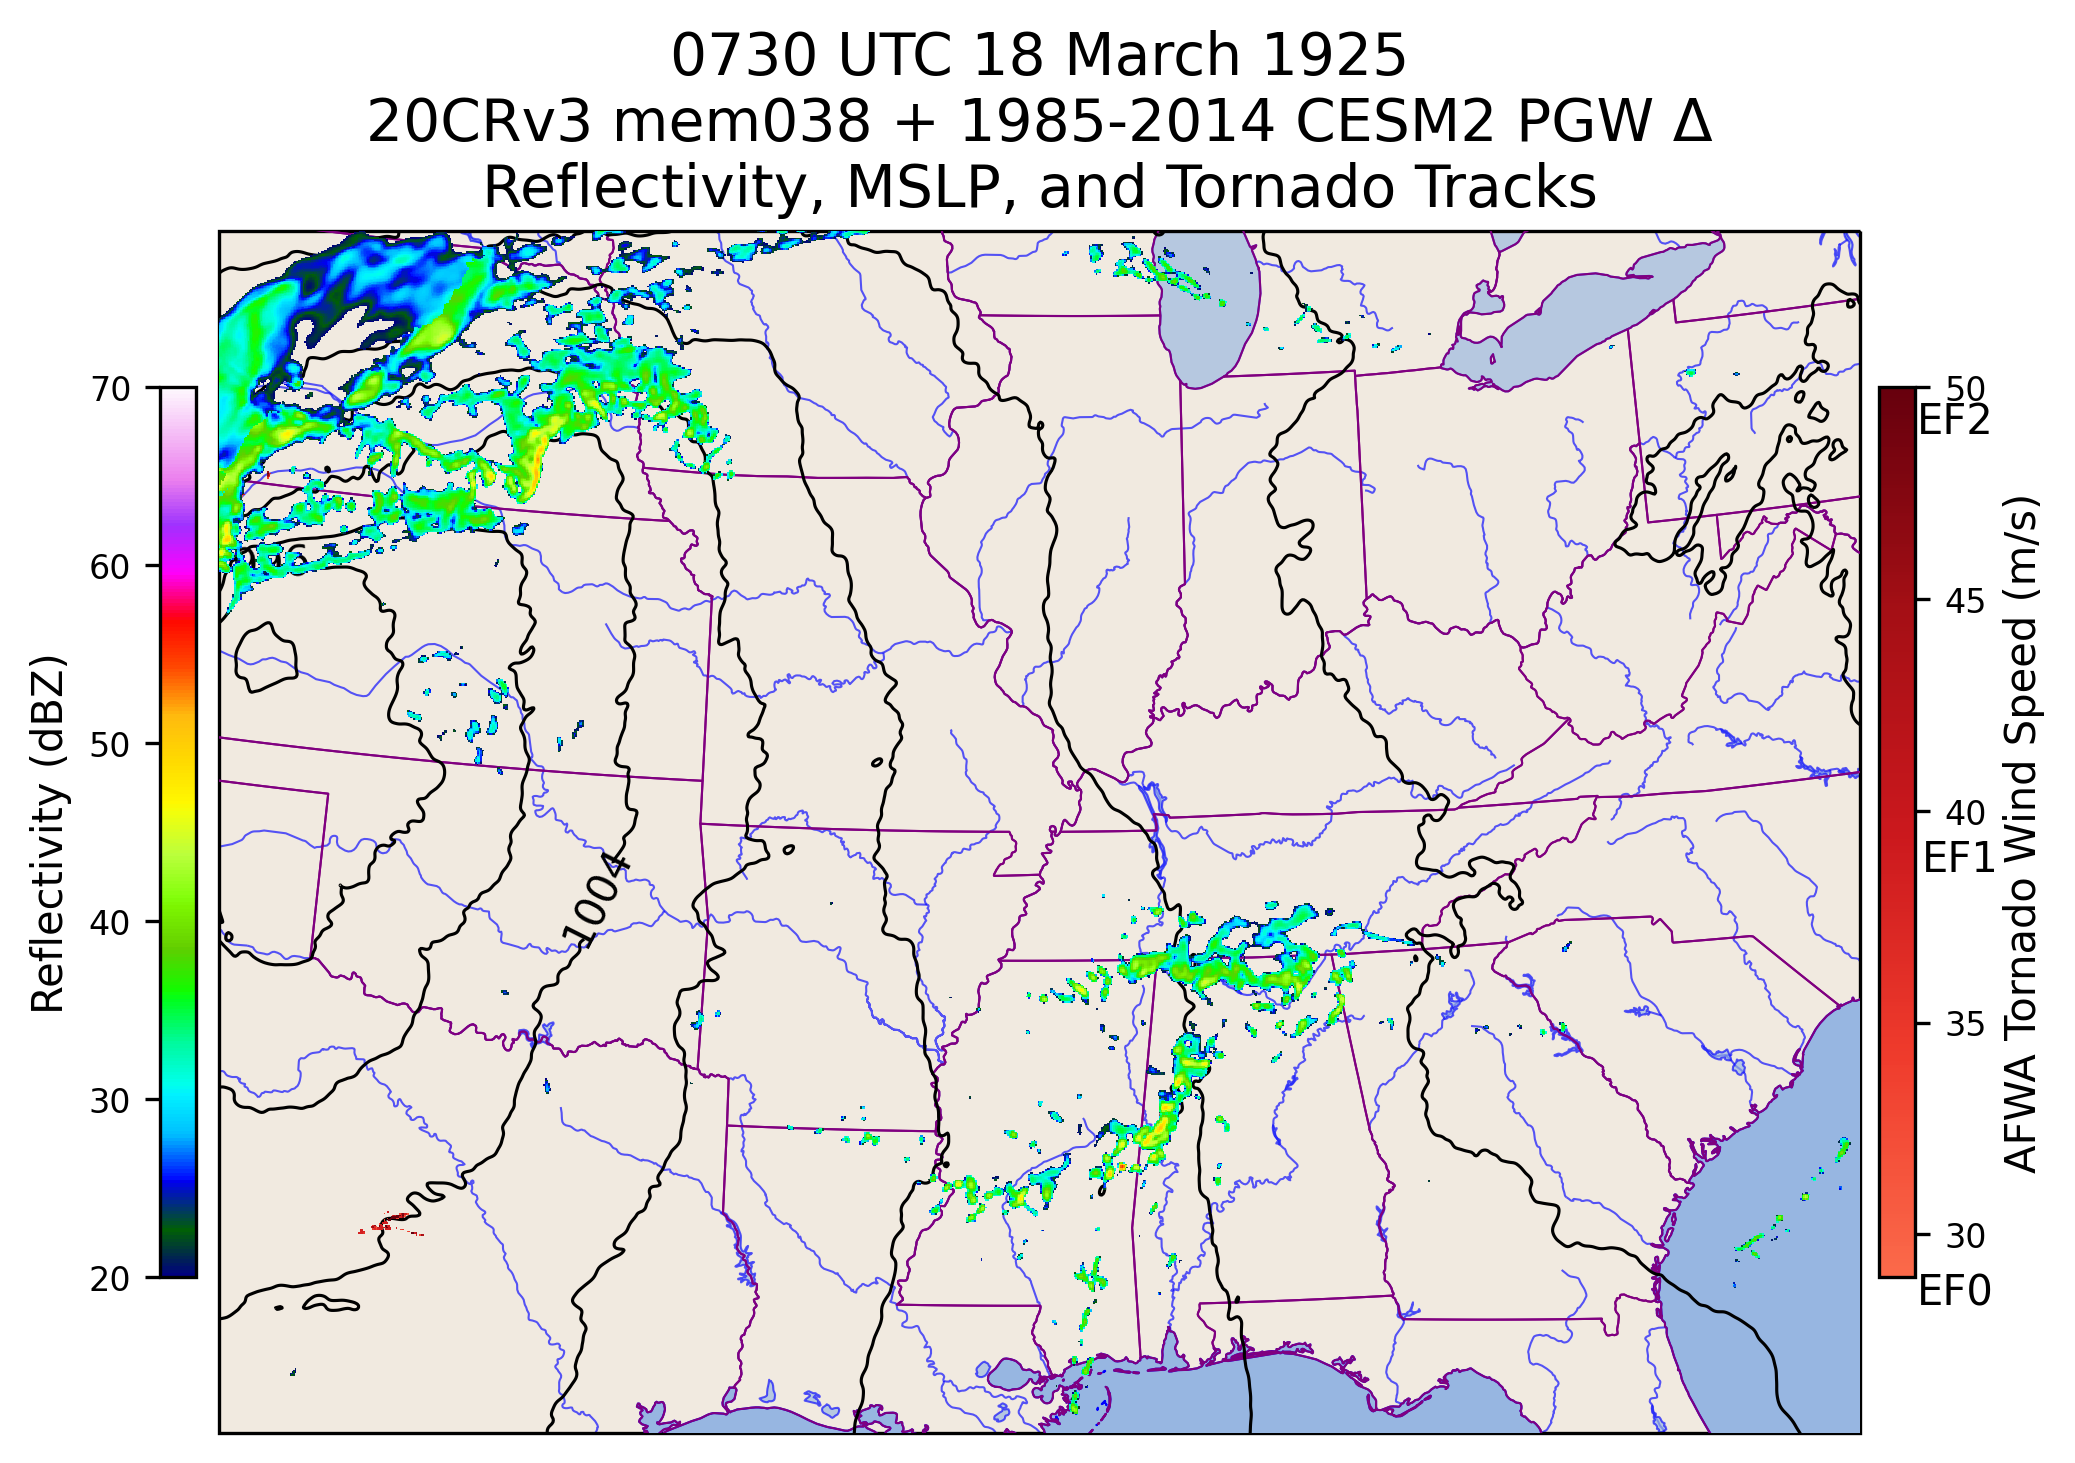 0730 UTC 18 March 1925
20CRv3 mem038 + 1985-2014 CESM2 PGW Δ
Reflectivity, MSLP, and Tornado Tracks
70
60
50
40
30
20
Reflectivity (dBZ)
1004
50
EF2
45
40
EF1
35
30
EF0
AFWA Tornado Wind Speed (m/s)